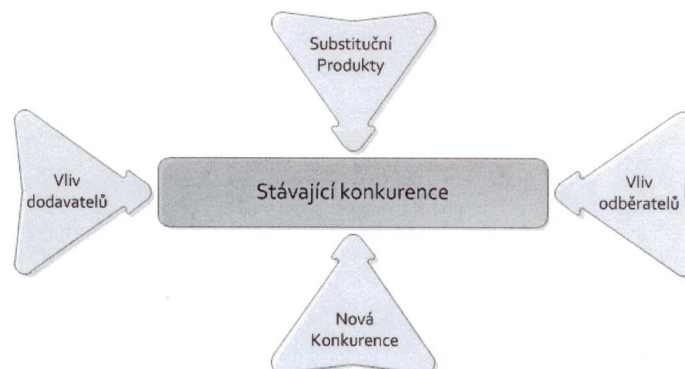 Substituční
Produkty
Vliv
dodavatelů
Stávající konkurence
Vliv
odběratelů
Nová
Konkurence